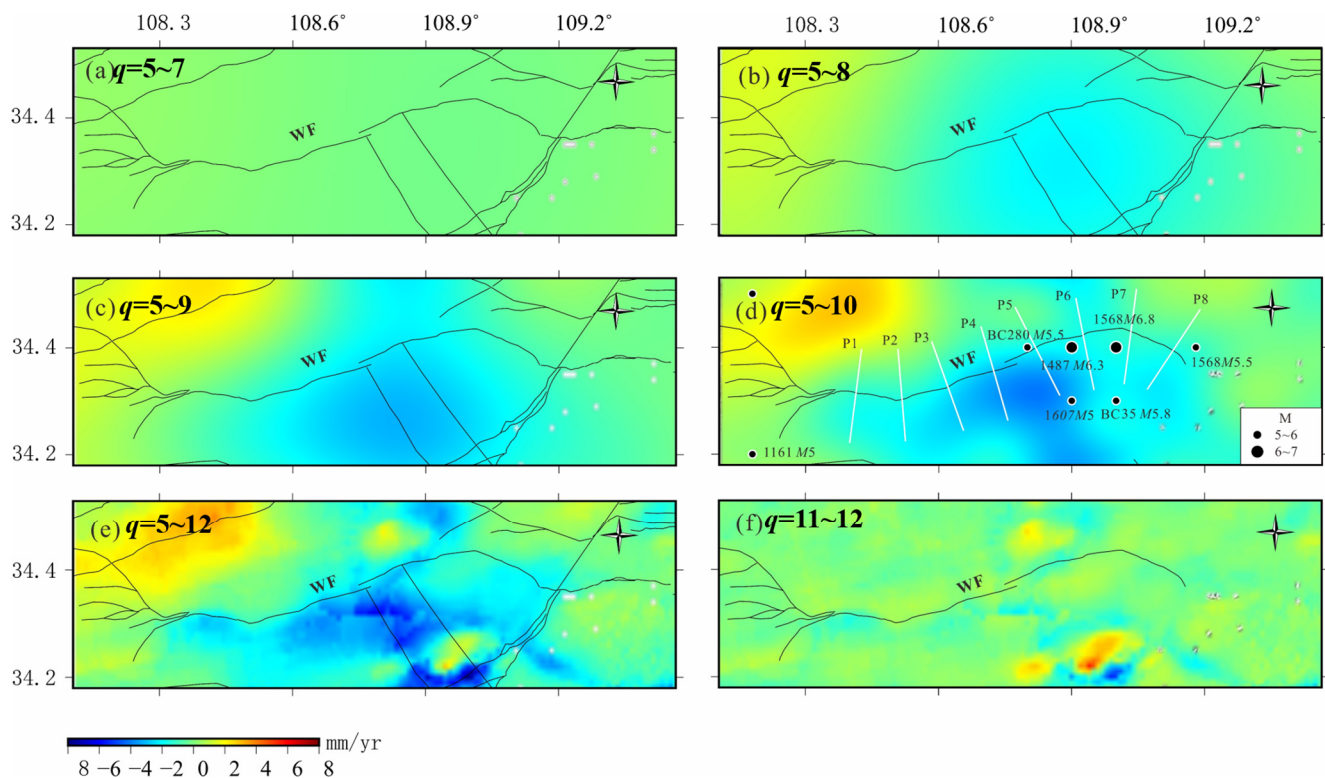 108.3 108.6° 108.9° 109.2° 108.3 108.6° 108.9° 109.2°
(a)q=5~7
34.4
WF
34.2
(b)q=5~8
WF
(c) q=5~9
34.4
WF
34.2
(d)q=5~10
P1
P2
P3
P4
P5
P6
P7
P8
WF
BC280 M5.5
1568M6.8
1487 M6.3
1568M5.5
1607M5
BC35 M5.8
1161 M5
M
5~6
6~7
(e) q=5~12
34.4
WF
34.2
(f)q=11~12
WF
mm/yr
8 −6 −4 −2 0 2 4 6 8